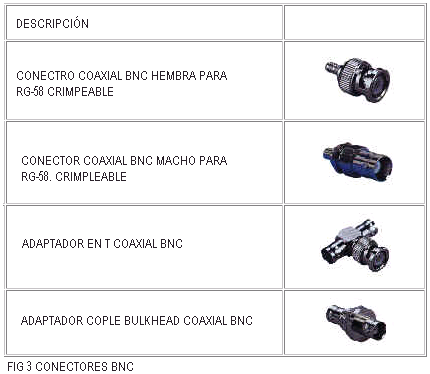 DESCRIPCIÓN
CONECTRO COAXIAL BNC HEMBRA PARA
RG-58 CRIMPEABLE
CONECTOR COAXIAL BNC MACHO PARA
RG-58. CRIMPLEABLE
ADAPTADOR EN T COAXIAL BNC
ADAPTADOR COPLE BULKHEAD COAXIAL BNC
FIG 3 CONECTORES BNC